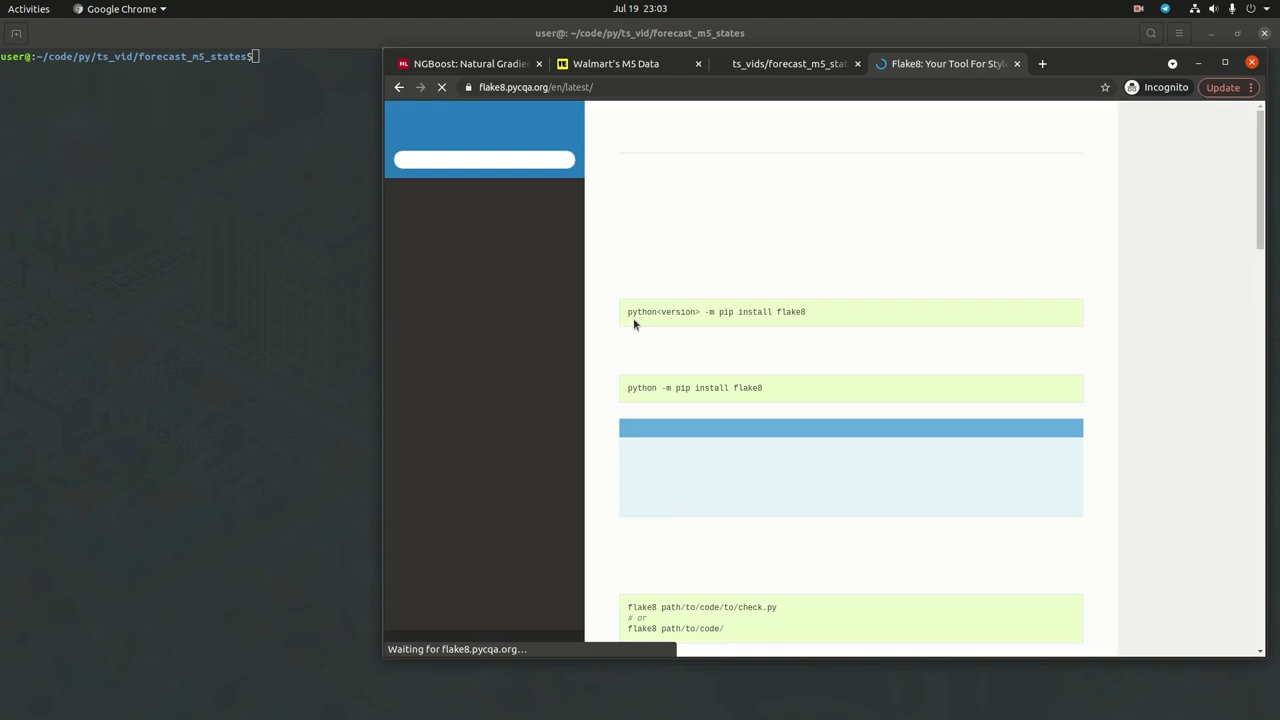 Activities
Google Chrome
Jul 19 23:03
user@: ~/code/py/ts_vid/forecast_m5_states
user@:~/code/py/ts_vid/forecast_m5_states$
NGBoost: Natural Gradie
Walmart's M5 Data
ts_vids/forecast_m5_stat
Flake8: Your Tool For Style
flake8.pycqa.org/en/latest/
Incognito
Update
python<version> -m pip install flake8
python -m pip install flake8
flake8 path/to/code/to/check.py
# or
flake8 path/to/code/
Waiting for flake8.pycqa.org…